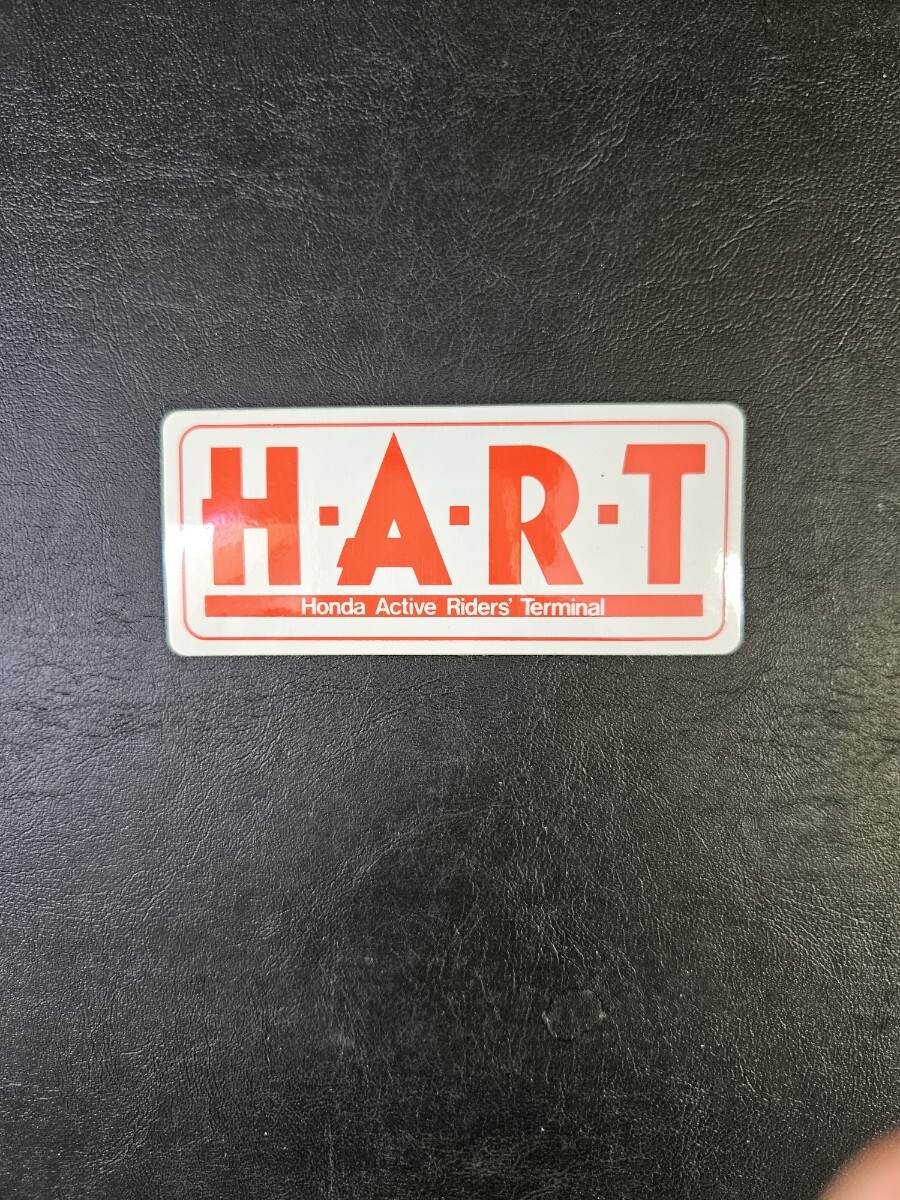 H·A·R·T
Honda Active Riders' Terminal